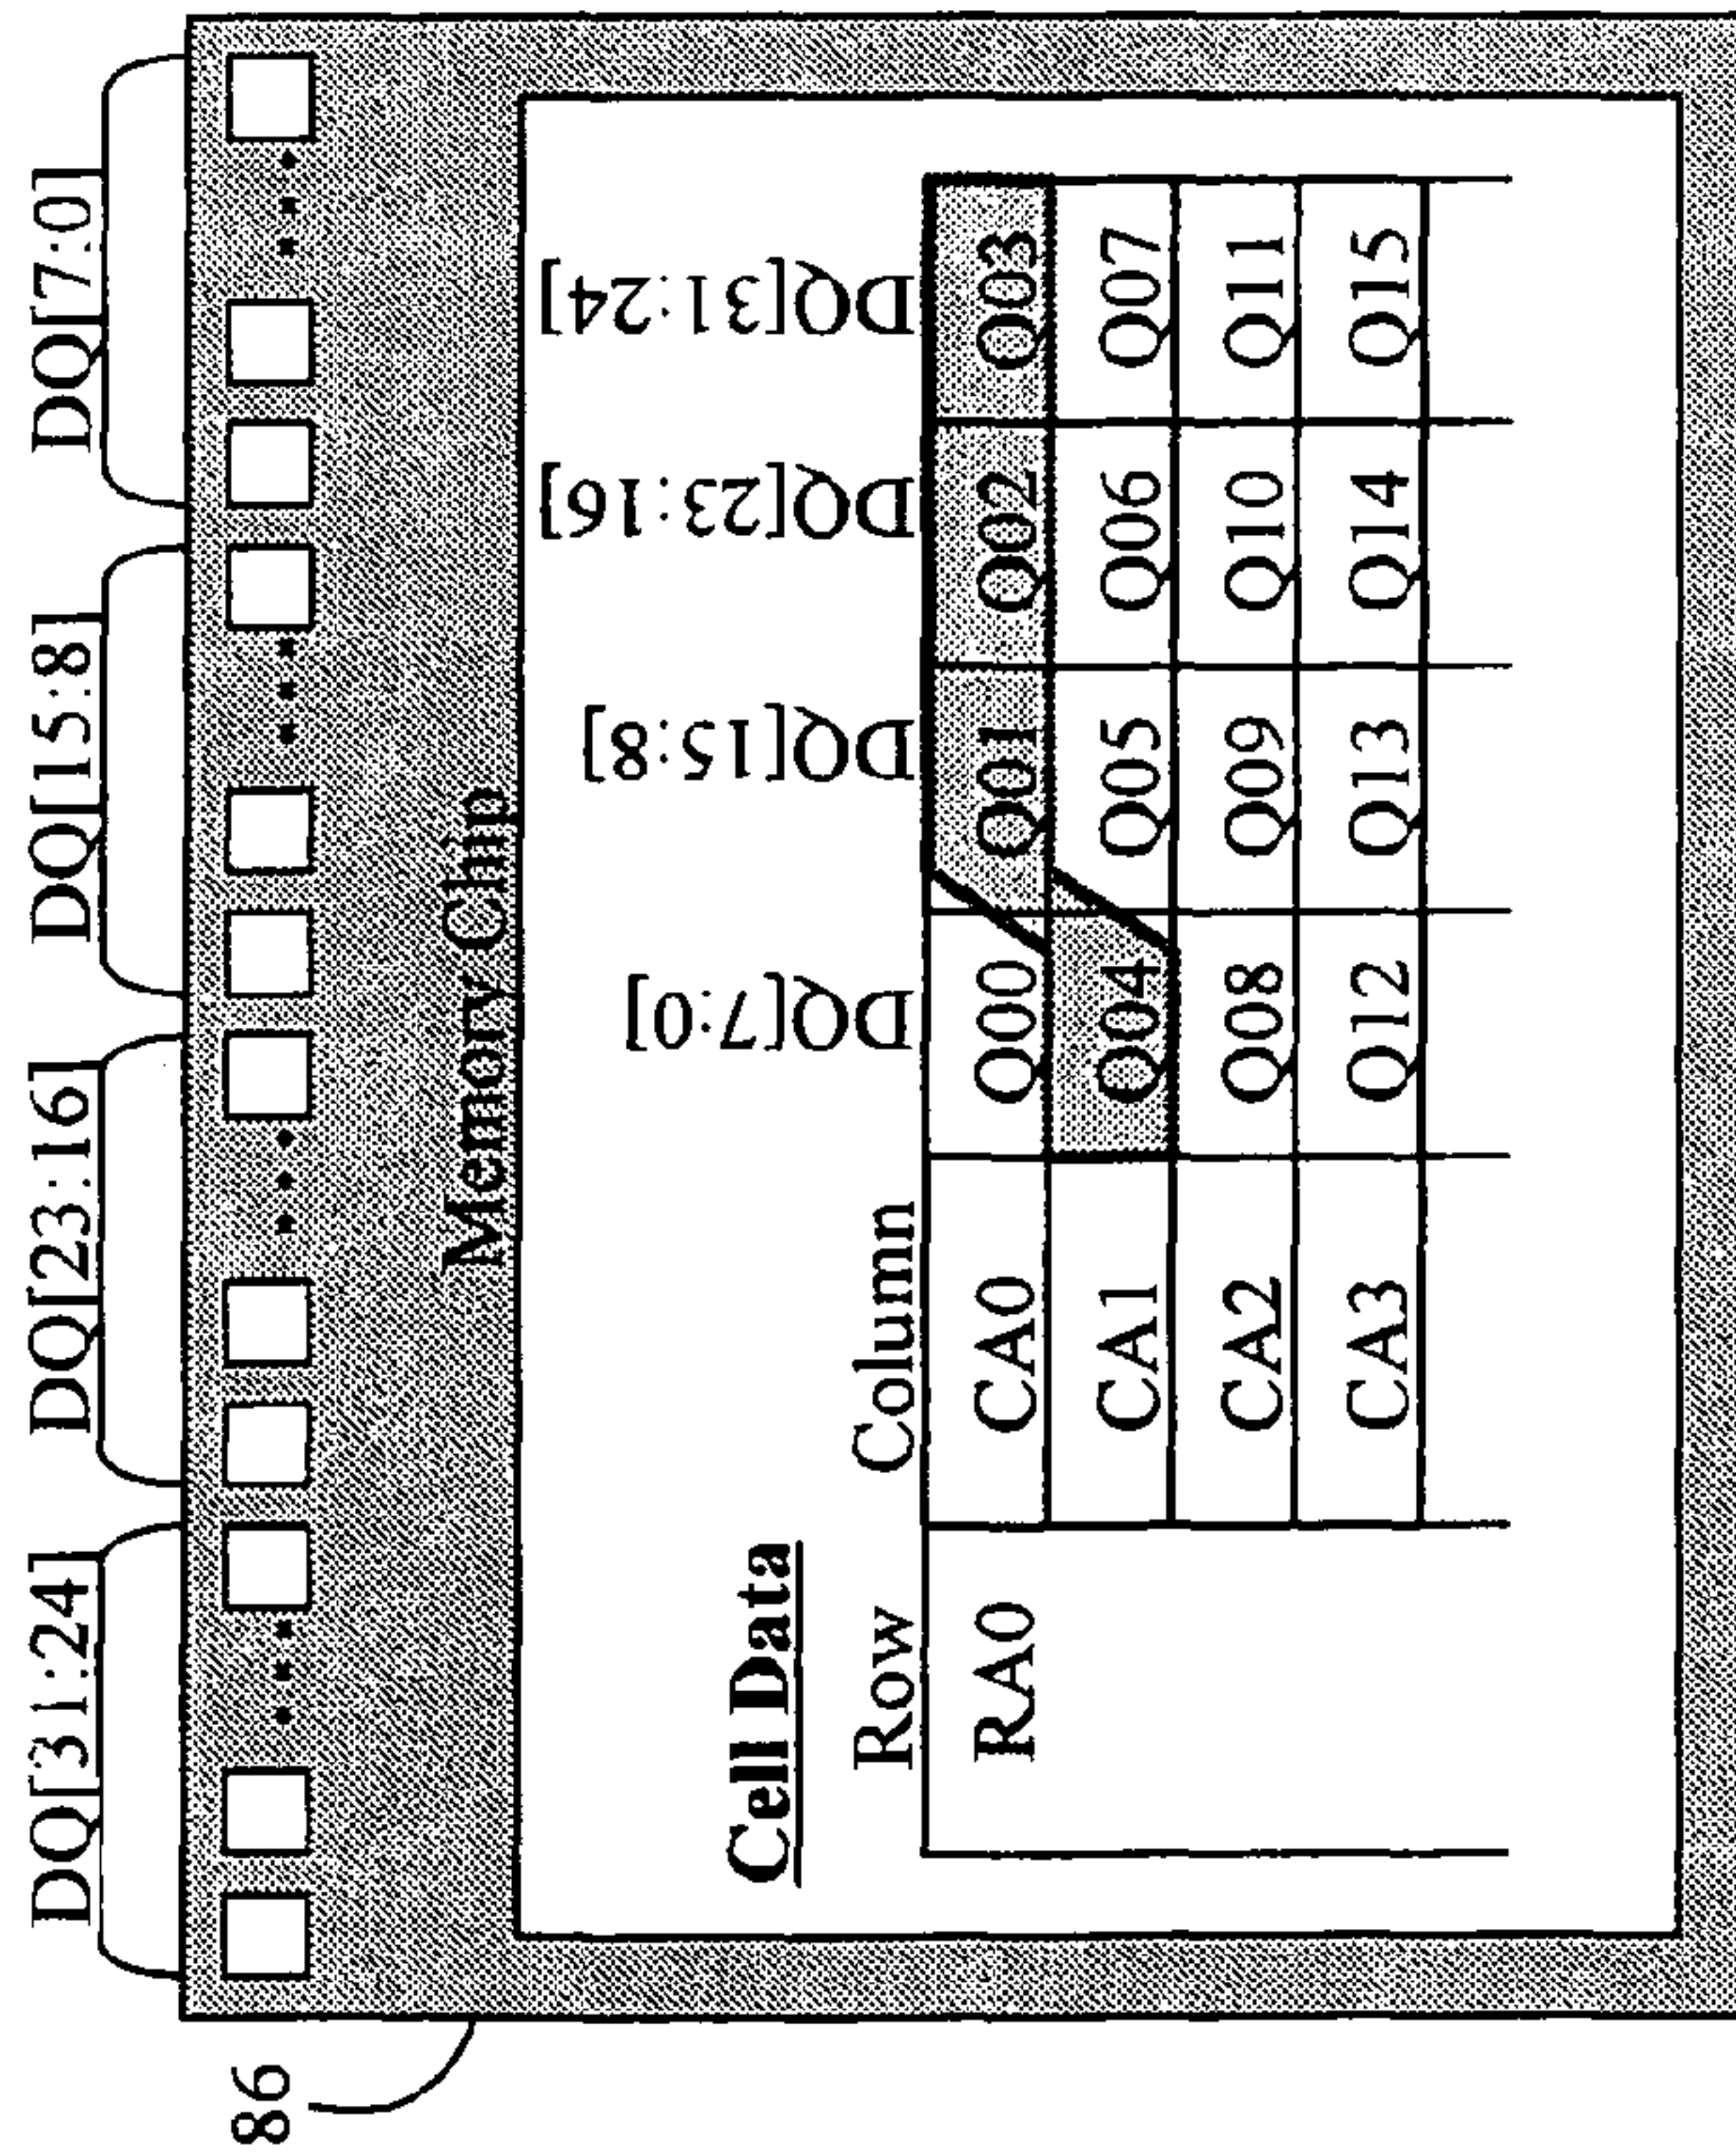 DQ[31:24] DQ[23:16] DQ[15:8] DQ[7:0]
86
Memory Chip
Cell Data
Row Column DQ[7:0] DQ[15:8] DQ[23:16] DQ[31:24]
RA0 CA0 Q00 Q01 Q02 Q03
CA1 Q04 Q05 Q06 Q07
CA2 Q08 Q09 Q10 Q11
CA3 Q12 Q13 Q14 Q15